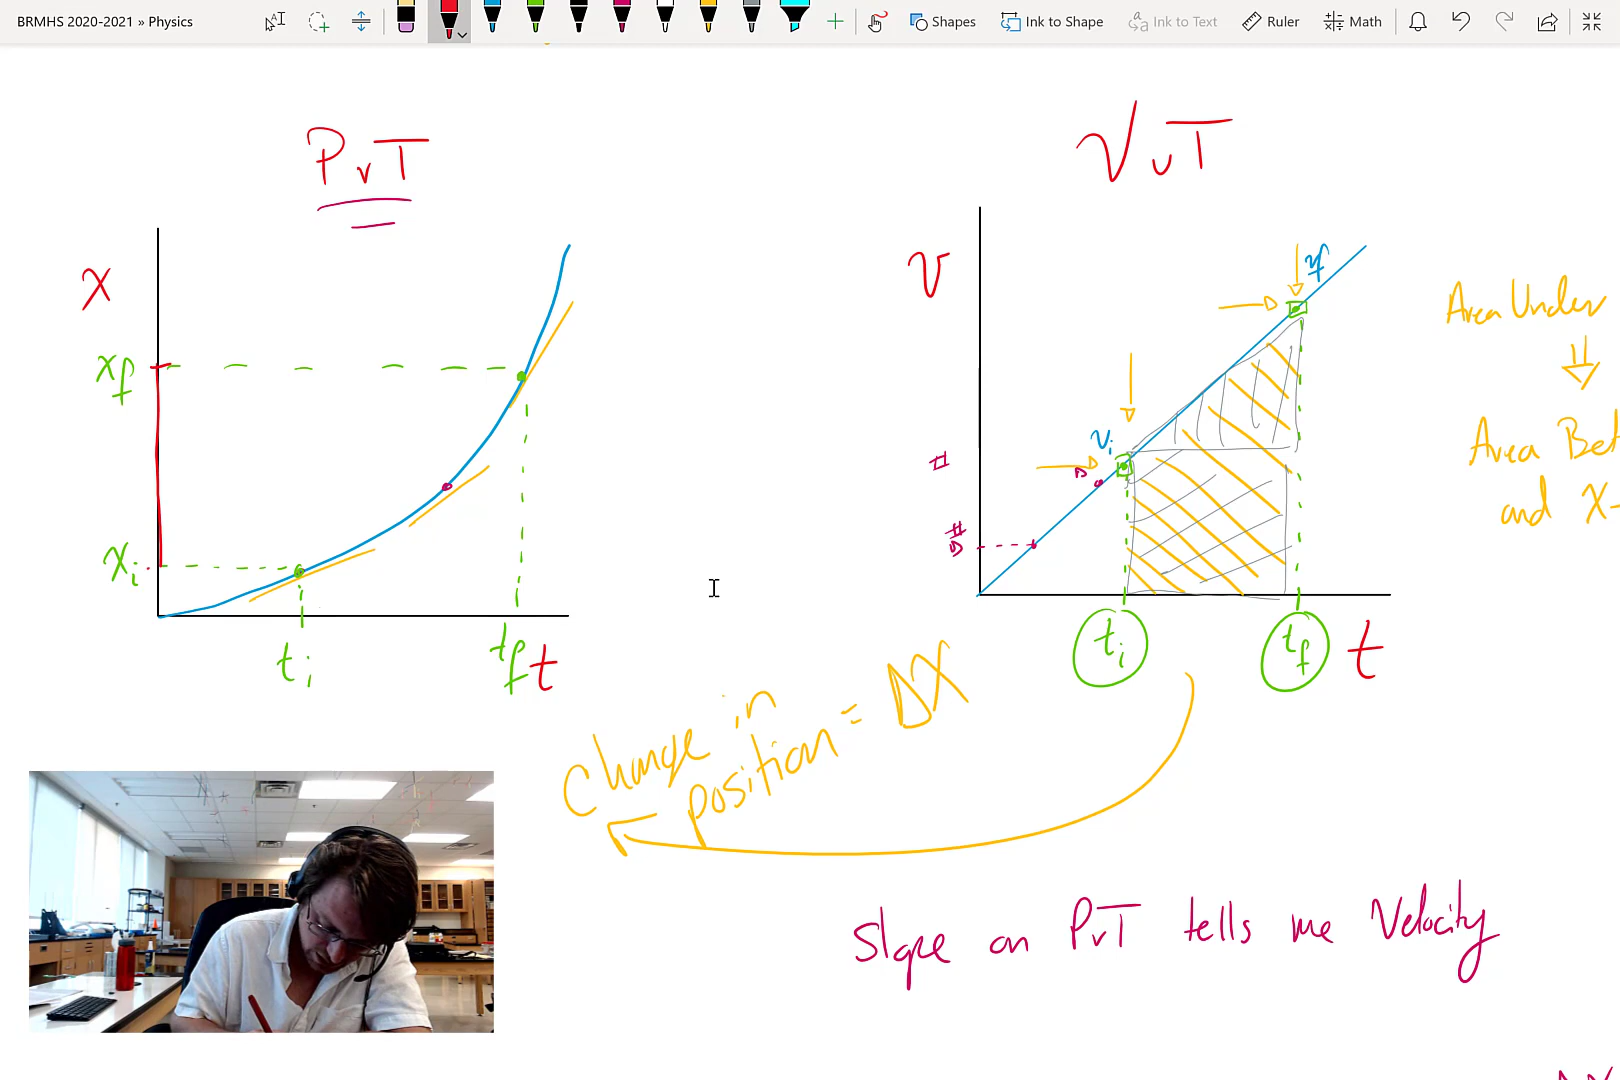 BRMHS 2020-2021 » Physics
Shapes
Ink to Shape
Ink to Text
Ruler
Math
PvT
VvT
x
xf
xi
ti
tf t
v
vf
vi
#
#
ti
tf
t
Area Under
Area Bet
and X-
Change in
position = ΔX
Slope on PvT tells me Velocity